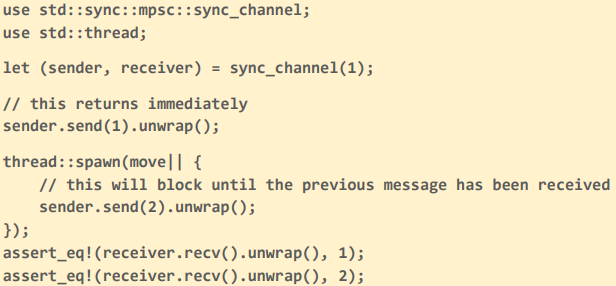 use std::sync::mpsc::sync_channel;
use std::thread;
let (sender, receiver) = sync_channel(1);
// this returns immediately
sender.send(1).unwrap();
thread::spawn(move|| {
    // this will block until the previous message has been received
    sender.send(2).unwrap();
});
assert_eq!(receiver.recv().unwrap(), 1);
assert_eq!(receiver.recv().unwrap(), 2);